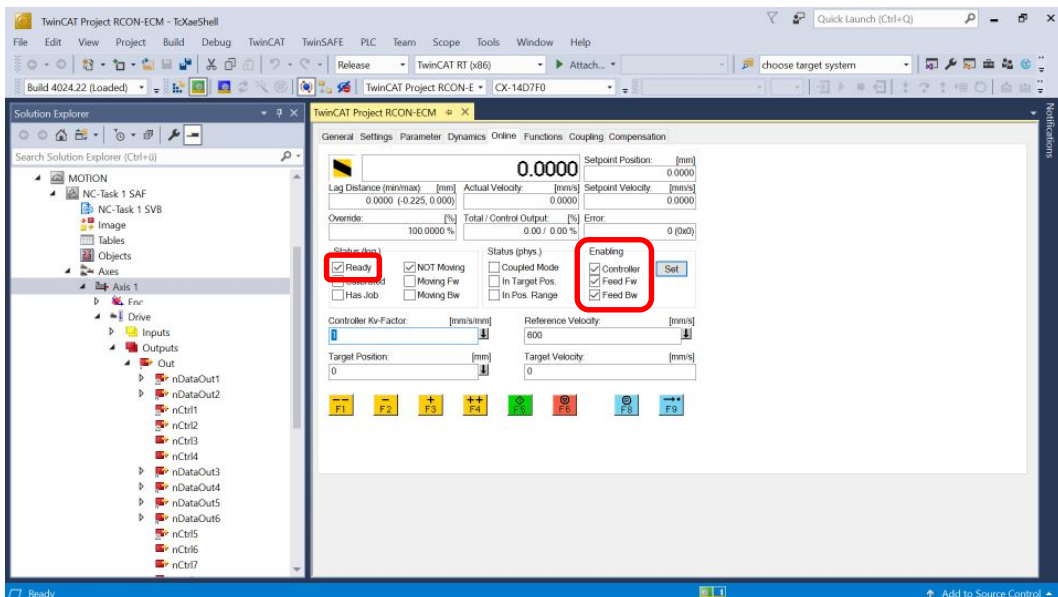 TwinCAT Project RCON-ECM - TcXaeShell
Quick Launch (Ctrl+Q)
File Edit View Project Build Debug TwinCAT TwinSAFE PLC Team Scope Tools Window Help
Release TwinCAT RT (x86) Attach... choose target system
Build 4024.22 (Loaded) TwinCAT Project RCON-E CX-14D7F0
Solution Explorer
TwinCAT Project RCON-ECM
Notifications
Search Solution Explorer (Ctrl+ü)
MOTION
NC-Task 1 SAF
NC-Task 1 SVB
Image
Tables
Objects
Axes
Axis 1
Enc
Drive
Inputs
Outputs
Out
nDataOut1
nDataOut2
nCtrl1
nCtrl2
nCtrl3
nDataOut3
nDataOut4
nDataOut5
nDataOut6
nCtrl5
nCtrl6
nCtrl7
General Settings Parameter Dynamics Online Functions Coupling Compensation
0.0000
Setpoint Position: [mm]
0.0000
Lag Distance (min/max): [mm] Actual Velocity: [mm/s] Setpoint Velocity: [mm/s]
0.0000 (-0.225, 0.000) 0.0000 0.0000
Override: [%] Total / Control Output: [%] Error:
100.0000 % 0.00 / 0.00 % 0 (0x0)
Status (log.) Status (phys.) Enabling
Ready NOT Moving Coupled Mode Controller Set
Calibrated Moving Fw In Target Pos. Feed Fw
Has Job Moving Bw In Pos. Range Feed Bw
Controller Kv-Factor: [mm/s/mm] Reference Velocity: [mm/s]
1 600
Target Position: [mm] Target Velocity: [mm/s]
0 0
-- - + ++
F1 F2 F3 F4 F5 F6 F8 F9
Ready 1 Add to Source Control